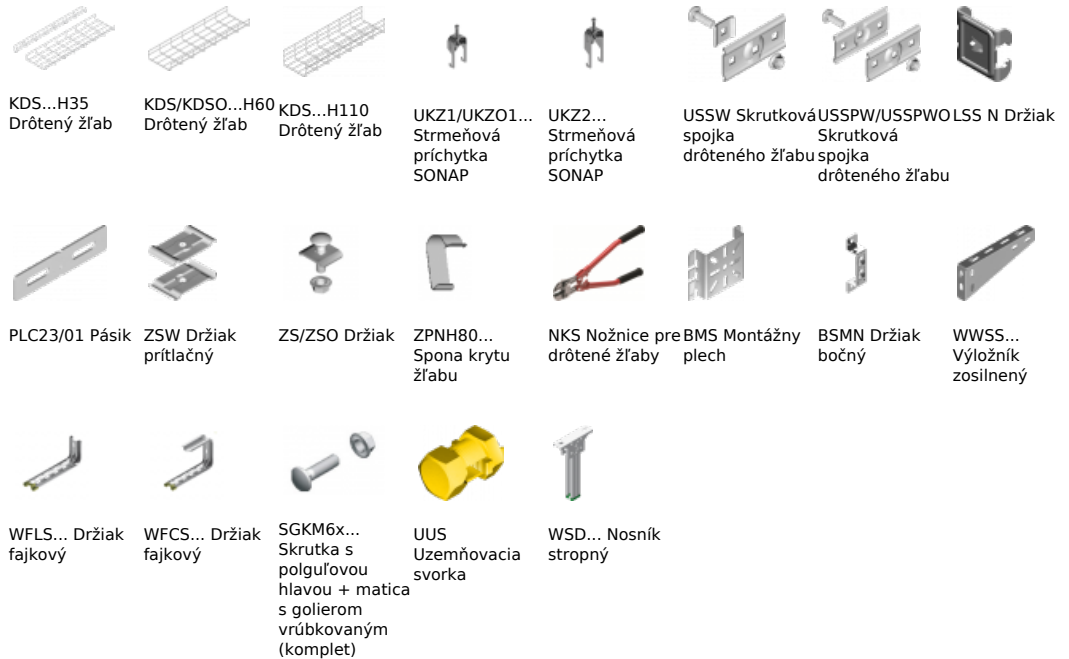 KDS...H35
Drôtený žľab
KDS/KDSO...H60
Drôtený žľab
KDS...H110
Drôtený žľab
UKZ1/UKZO1...
Strmeňová
príchytka
SONAP
UKZ2...
Strmeňová
príchytka
SONAP
USSW Skrutková
spojka
drôteného žľabu
USSPW/USSPWO
Skrutková
spojka
drôteného žľabu
LSS N Držiak
PLC23/01 Pásik
ZSW Držiak
prítlačný
ZS/ZSO Držiak
ZPNH80...
Spona krytu
žľabu
NKS Nožnice pre
drôtené žľaby
BMS Montážny
plech
BSMN Držiak
bočný
WWSS...
Výložník
zosilnený
WFLS... Držiak
fajkový
WFCS... Držiak
fajkový
SGKM6x...
Skrutka s
polguľovou
hlavou + matica
s golierom
vrúbkovaným
(komplet)
UUS
Uzemňovacia
svorka
WSD... Nosník
stropný